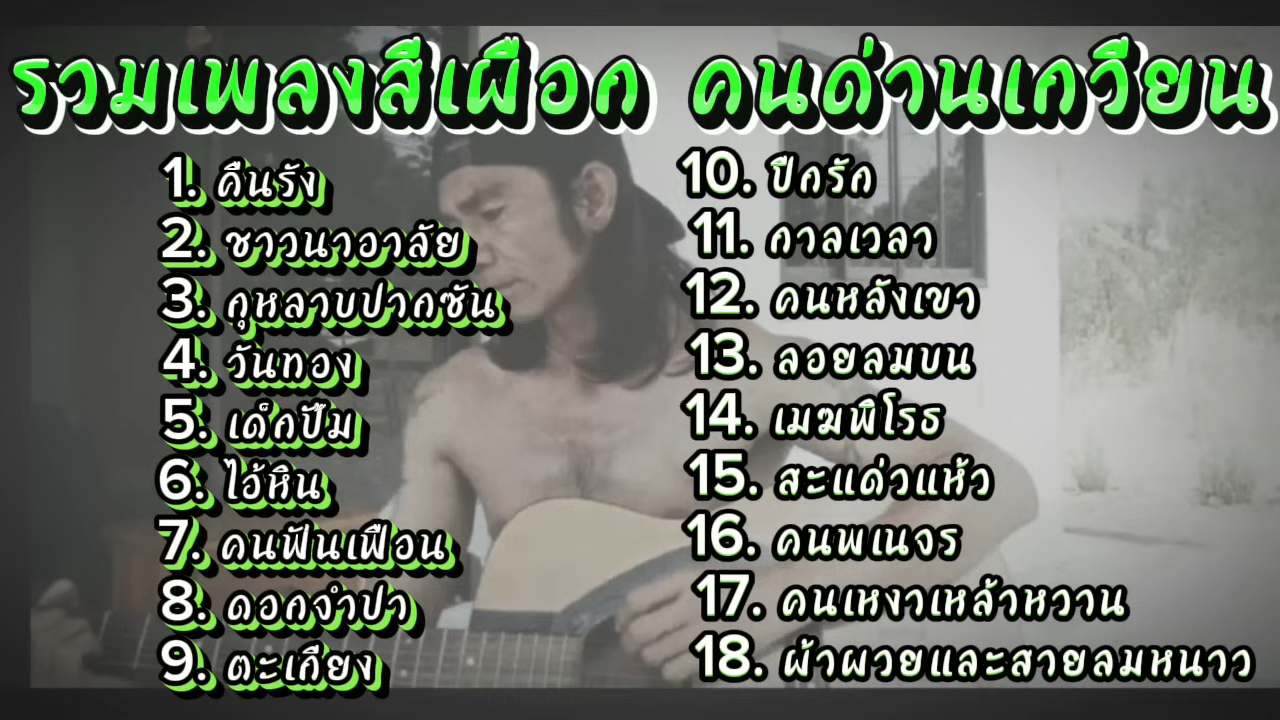 รวมเพลงสีเผือก คนด่านเกวียน
1. คืนรัง
2. ชาวนาอาลัย
3. กุหลาบปากซัน
4. วันทอง
5. เด็กปั๊ม
6. ไอ้หิน
7. คนฟั่นเฟือน
8. ดอกจำปา
9. ตะเกียง
10. ปีกรัก
11. กาลเวลา
12. คนหลังเขา
13. ลอยลมบน
14. เมฆพิโรธ
15. สะแด่วแห้ว
16. คนพเนจร
17. คนเหงาเหล้าหวาน
18. ผ้าผวยและสายลมหนาว